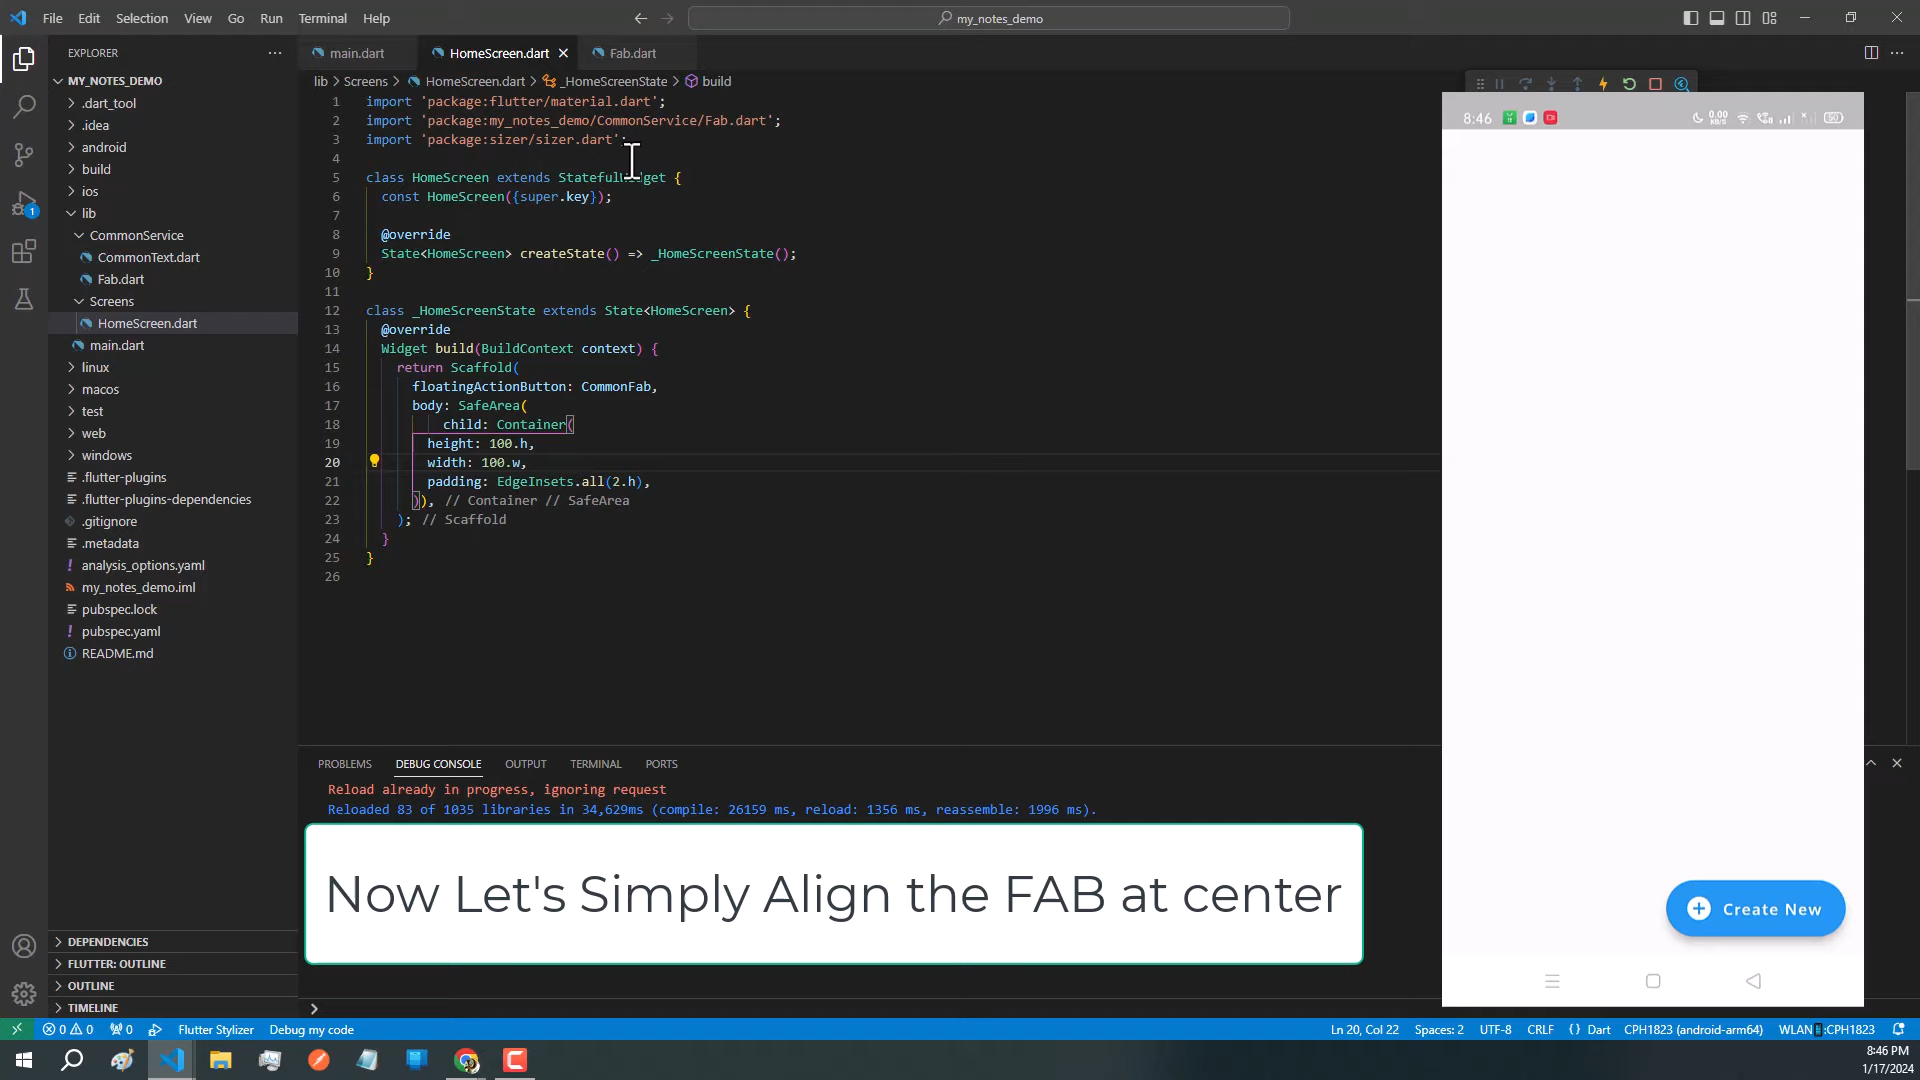 File Edit Selection View Go Run Terminal Help
my_notes_demo
EXPLORER
MY_NOTES_DEMO
.dart_tool
.idea
android
build
ios
lib
CommonService
CommonText.dart
Fab.dart
Screens
HomeScreen.dart
main.dart
linux
macos
test
web
windows
.flutter-plugins
.flutter-plugins-dependencies
.gitignore
.metadata
analysis_options.yaml
my_notes_demo.iml
pubspec.lock
pubspec.yaml
README.md
DEPENDENCIES
FLUTTER: OUTLINE
OUTLINE
TIMELINE
1
main.dart HomeScreen.dart Fab.dart
lib > Screens > HomeScreen.dart > _HomeScreenState > build
1 import 'package:flutter/material.dart';
2 import 'package:my_notes_demo/CommonService/Fab.dart';
3 import 'package:sizer/sizer.dart';
4
5 class HomeScreen extends StatefulWidget {
6 const HomeScreen({super.key});
7
8 @override
9 State<HomeScreen> createState() => _HomeScreenState();
10 }
11
12 class _HomeScreenState extends State<HomeScreen> {
13 @override
14 Widget build(BuildContext context) {
15 return Scaffold(
16 floatingActionButton: CommonFab,
17 body: SafeArea(
18 child: Container(
19 height: 100.h,
20 width: 100.w,
21 padding: EdgeInsets.all(2.h),
22 )), // Container // SafeArea
23 ); // Scaffold
24 }
25 }
26
PROBLEMS DEBUG CONSOLE OUTPUT TERMINAL PORTS
Reload already in progress, ignoring request
Reloaded 83 of 1035 libraries in 34,629ms (compile: 26159 ms, reload: 1356 ms, reassemble: 1996 ms).
Now Let's Simply Align the FAB at center
8:46
0.00 KB/S
Create New
0 0 0 Flutter Stylizer Debug my code
Ln 20, Col 22 Spaces: 2 UTF-8 CRLF {} Dart CPH1823 (android-arm64) WLAN :CPH1823
8:46 PM
1/17/2024